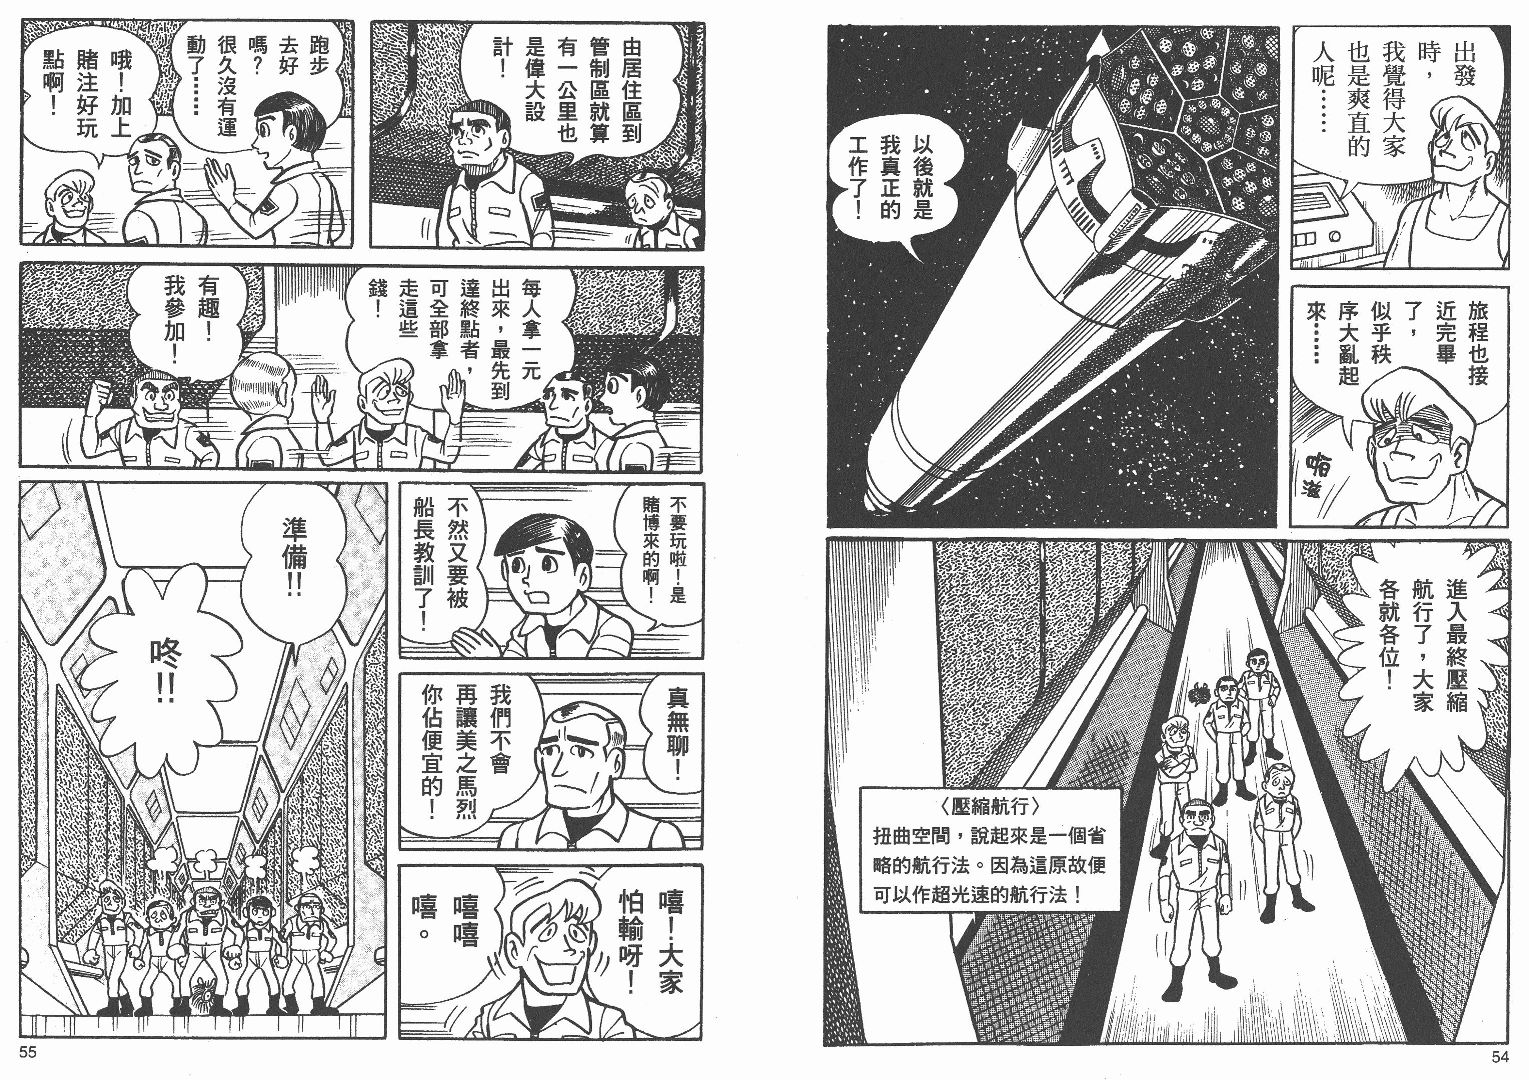 出發
時，
我覺得大家
也是爽直的
人呢……
旅程也接
近完畢
了，
似乎秩
序大亂起
來……
以後就是
我真正的
工作了！
進入最終壓縮
航行了，大家
各就各位！
〈壓縮航行〉
扭曲空間，說起來是一個省
略的航行法。因為這原故便
可以作超光速的航行法！
54
由居住區到
管制區就算
有一公里也
是偉大設
計！
跑步
去好
嗎？
很久沒有運
動了……
哦！加上
賭注好玩
點啊！
每人拿一元
出來，最先到
達終點者，
可全部拿
走這些
錢！
有趣！
我參加！
不要玩啦！是
賭博來的啊！
不然又要被
船長教訓了！
真無聊！
我們不會
再讓美之馬烈
你佔便宜的！
嘻！大家
怕輸呀！
嘻嘻
嘻。
準備!!
咚!!
55